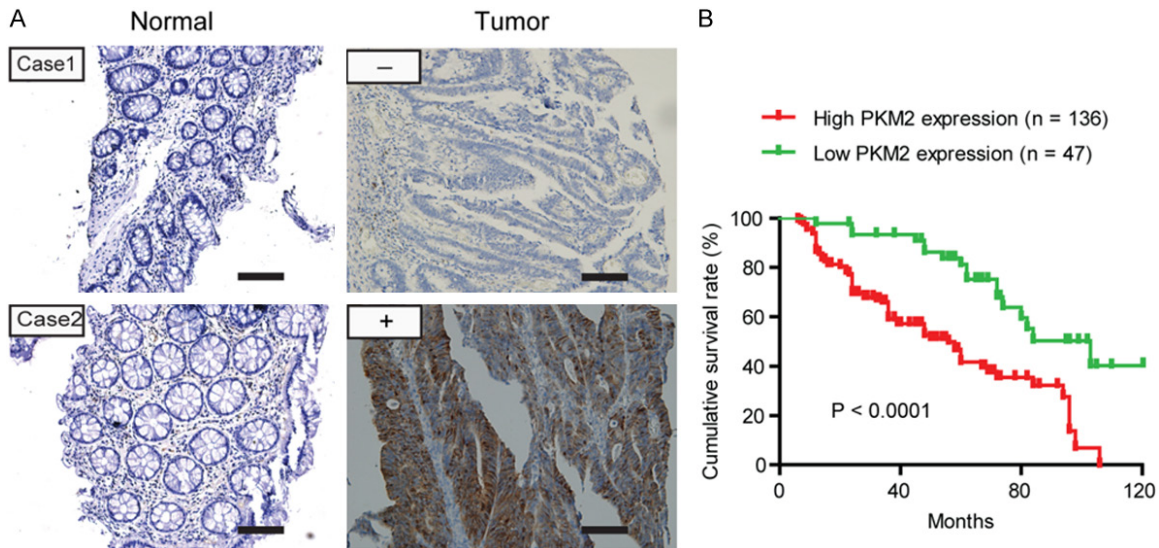 A
Normal
Tumor
Case1
–
Case2
+
B
High PKM2 expression (n = 136)
Low PKM2 expression (n = 47)
Cumulative survival rate (%)
100
80
60
40
20
0
P < 0.0001
0 40 80 120
Months